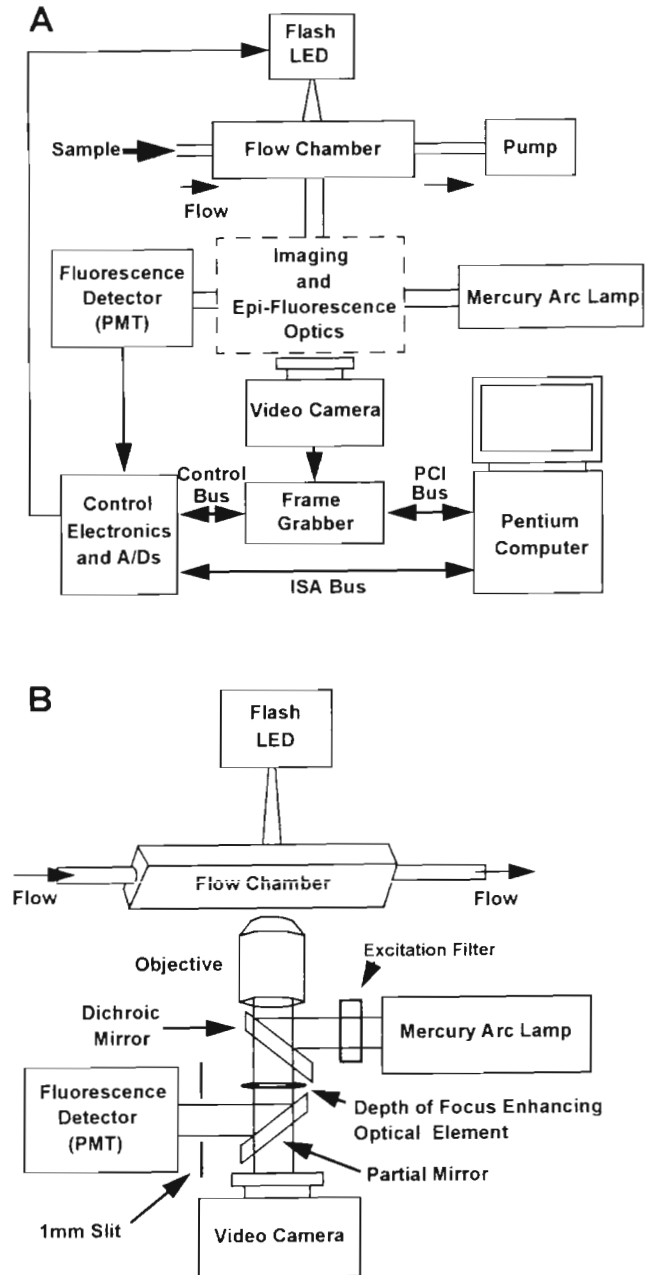 A
Flash
LED
Sample
Flow Chamber
Pump
Flow
Fluorescence
Detector
(PMT)
Imaging
and
Epi-Fluorescence
Optics
Mercury Arc Lamp
Video Camera
Control
Bus
PCI
Bus
Control
Electronics
and A/Ds
Frame
Grabber
Pentium
Computer
ISA Bus
B
Flash
LED
Flow
Flow Chamber
Flow
Objective
Excitation Filter
Dichroic
Mirror
Mercury Arc Lamp
Fluorescence
Detector
(PMT)
Depth of Focus Enhancing
Optical Element
Partial Mirror
1mm Slit
Video Camera